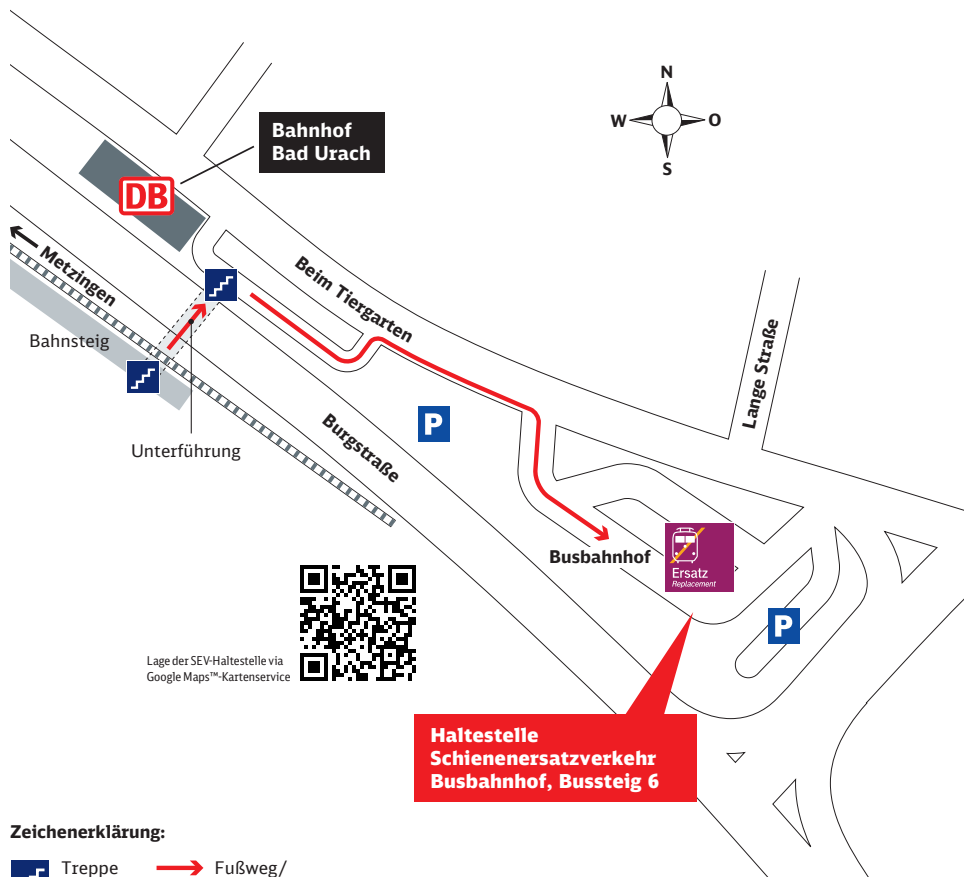 N
W
O
S
Bahnhof
Bad Urach
DB
Metzingen
Beim Tiergarten
Bahnsteig
Lange Straße
P
Burgstraße
Unterführung
Busbahnhof
Ersatz
Replacement
P
Lage der SEV-Haltestelle via
Google Maps™-Kartenservice
Haltestelle
Schienenersatzverkehr
Busbahnhof, Bussteig 6
Zeichenerklärung:
Treppe
Fußweg/